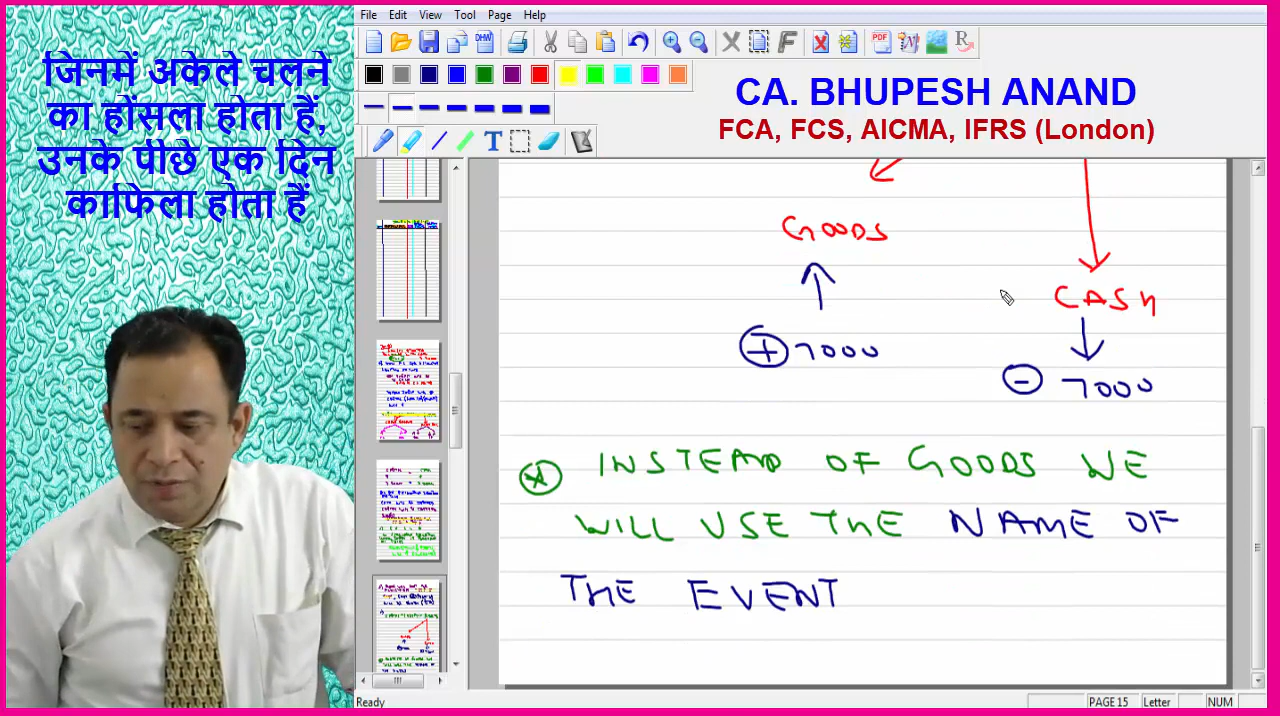 जिनमें अकेले चलने
का होंसला होता हैं,
उनके पीछे एक दिन
काफिला होता हैं
File Edit View Tool Page Help
DHW
PDF
CA. BHUPESH ANAND
FCA, FCS, AICMA, IFRS (London)
GOODS
CASH
+ 7000
- 7000
INSTEAD OF GOODS WE
WILL USE THE NAME OF
THE EVENT
Ready
PAGE 15 Letter NUM